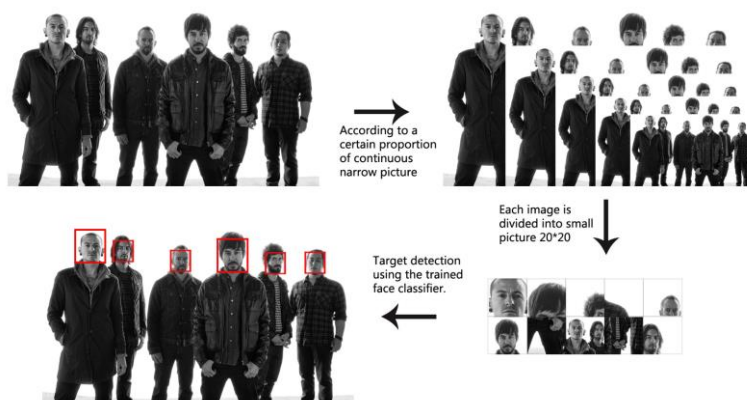 According to a
certain proportion
of continuous
narrow picture
Each image is
divided into small
picture 20*20
Target detection
using the trained
face classifier.